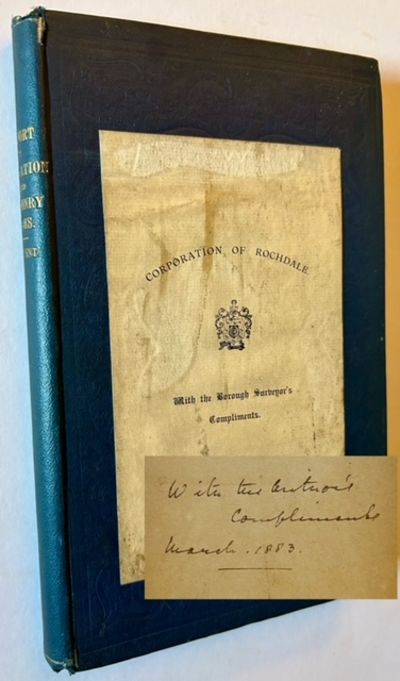 CORPORATION OF ROCHDALE
With the Borough Surveyor's
Compliments.
With the Author's
Compliments
March. 1883.